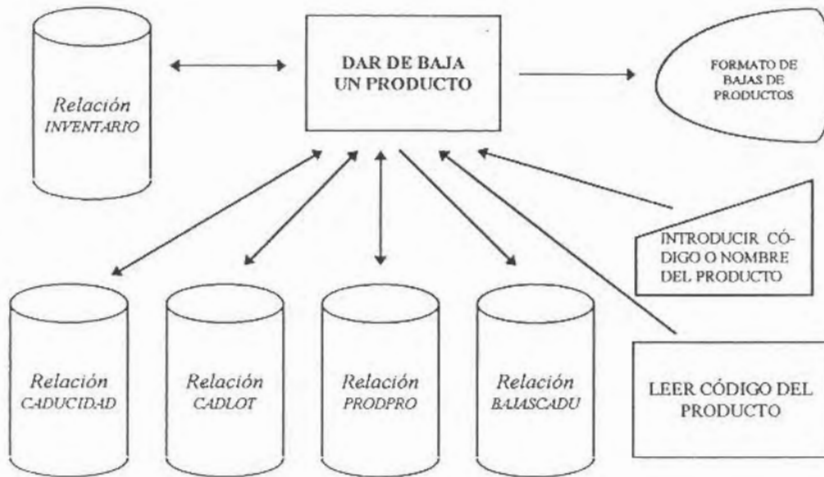 DAR DE BAJA
UN PRODUCTO
FORMATO DE
BAJAS DE
PRODUCTOS
Relación
INVENTARIO
INTRODUCIR CÓ-
DIGO O NOMBRE
DEL PRODUCTO
Relación
CADUCIDAD
Relación
CADLOT
Relación
PRODPRO
Relación
BAJASCADU
LEER CÓDIGO DEL
PRODUCTO